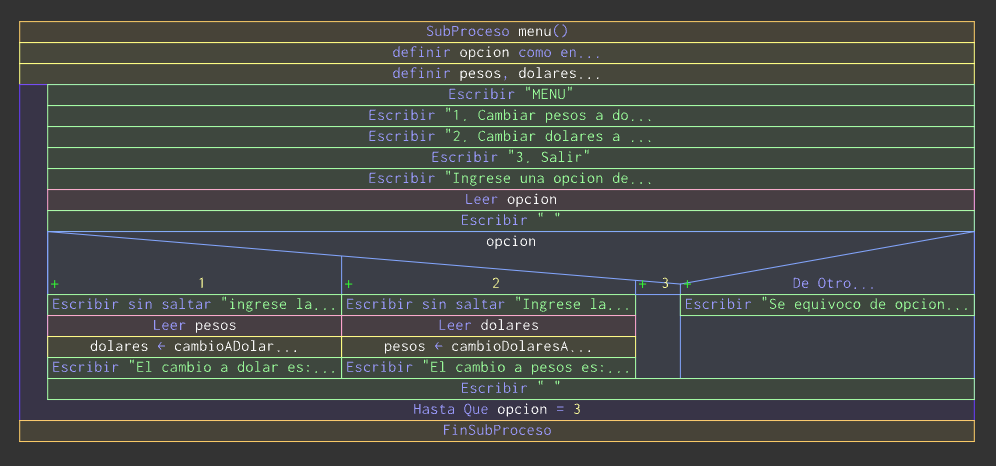 SubProceso menu()
definir opcion como en...
definir pesos, dolares...
Escribir "MENU"
Escribir "1. Cambiar pesos a do...
Escribir "2. Cambiar dolares a ...
Escribir "3. Salir"
Escribir "Ingrese una opcion de...
Leer opcion
Escribir " "
opcion
+ 1 + 2 + 3 + De Otro...
Escribir sin saltar "ingrese la... Escribir sin saltar "Ingrese la... Escribir "Se equivoco de opcion...
Leer pesos Leer dolares
dolares ← cambioADolar... pesos ← cambioDolaresA...
Escribir "El cambio a dolar es:... Escribir "El cambio a pesos es:...
Escribir " "
Hasta Que opcion = 3
FinSubProceso